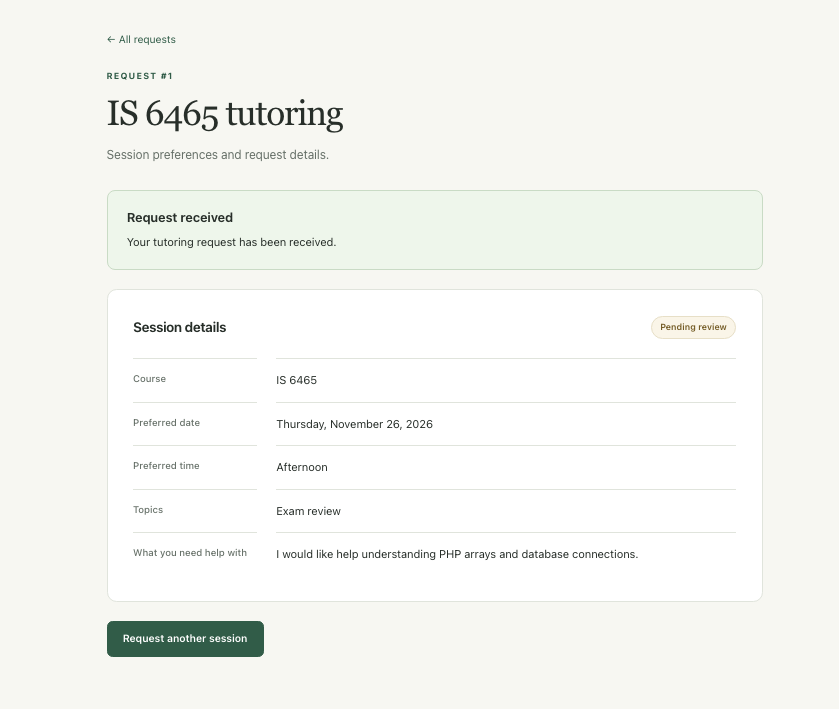 ← All requests
REQUEST #1
IS 6465 tutoring
Session preferences and request details.
Request received
Your tutoring request has been received.
Session details
Pending review
Course
IS 6465
Preferred date
Thursday, November 26, 2026
Preferred time
Afternoon
Topics
Exam review
What you need help with
I would like help understanding PHP arrays and database connections.
Request another session